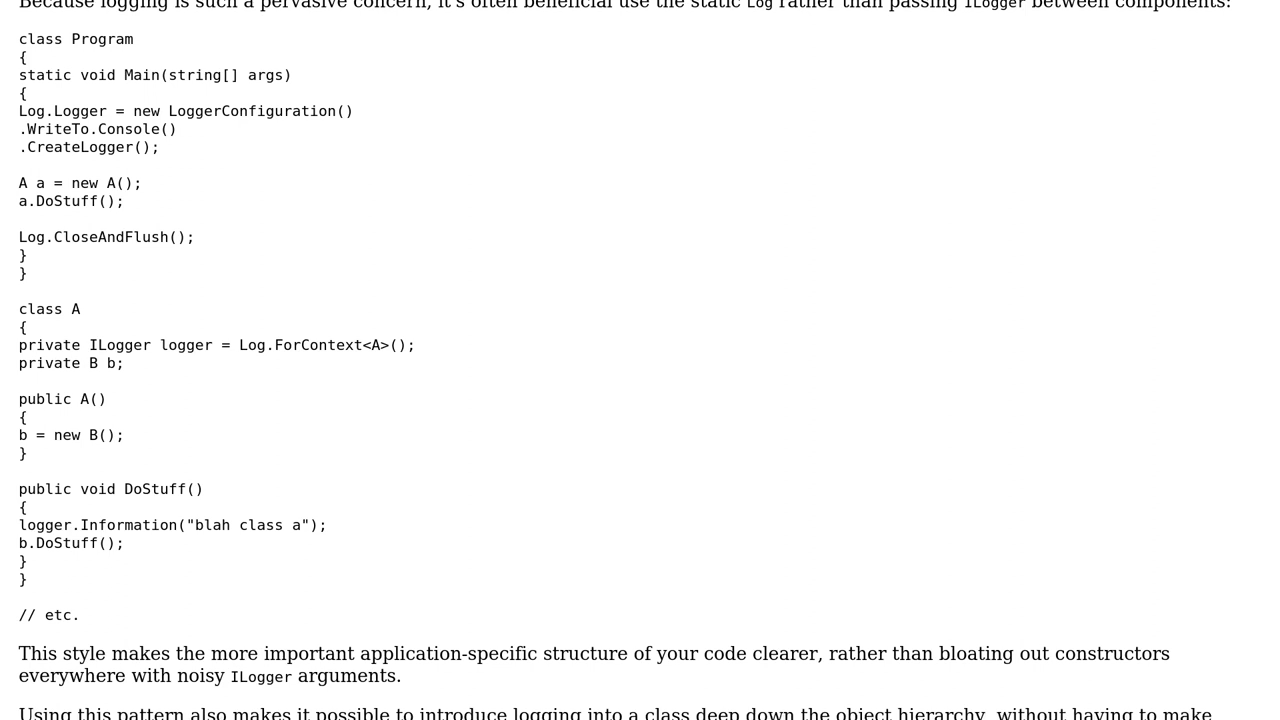 Because logging is such a pervasive concern, it's often beneficial use the static Log rather than passing ILogger between components:
class Program
{
static void Main(string[] args)
{
Log.Logger = new LoggerConfiguration()
.WriteTo.Console()
.CreateLogger();

A a = new A();
a.DoStuff();

Log.CloseAndFlush();
}
}

class A
{
private ILogger logger = Log.ForContext<A>();
private B b;

public A()
{
b = new B();
}

public void DoStuff()
{
logger.Information("blah class a");
b.DoStuff();
}
}

// etc.
This style makes the more important application-specific structure of your code clearer, rather than bloating out constructors
everywhere with noisy ILogger arguments.
Using this pattern also makes it possible to introduce logging into a class deep down the object hierarchy, without having to make